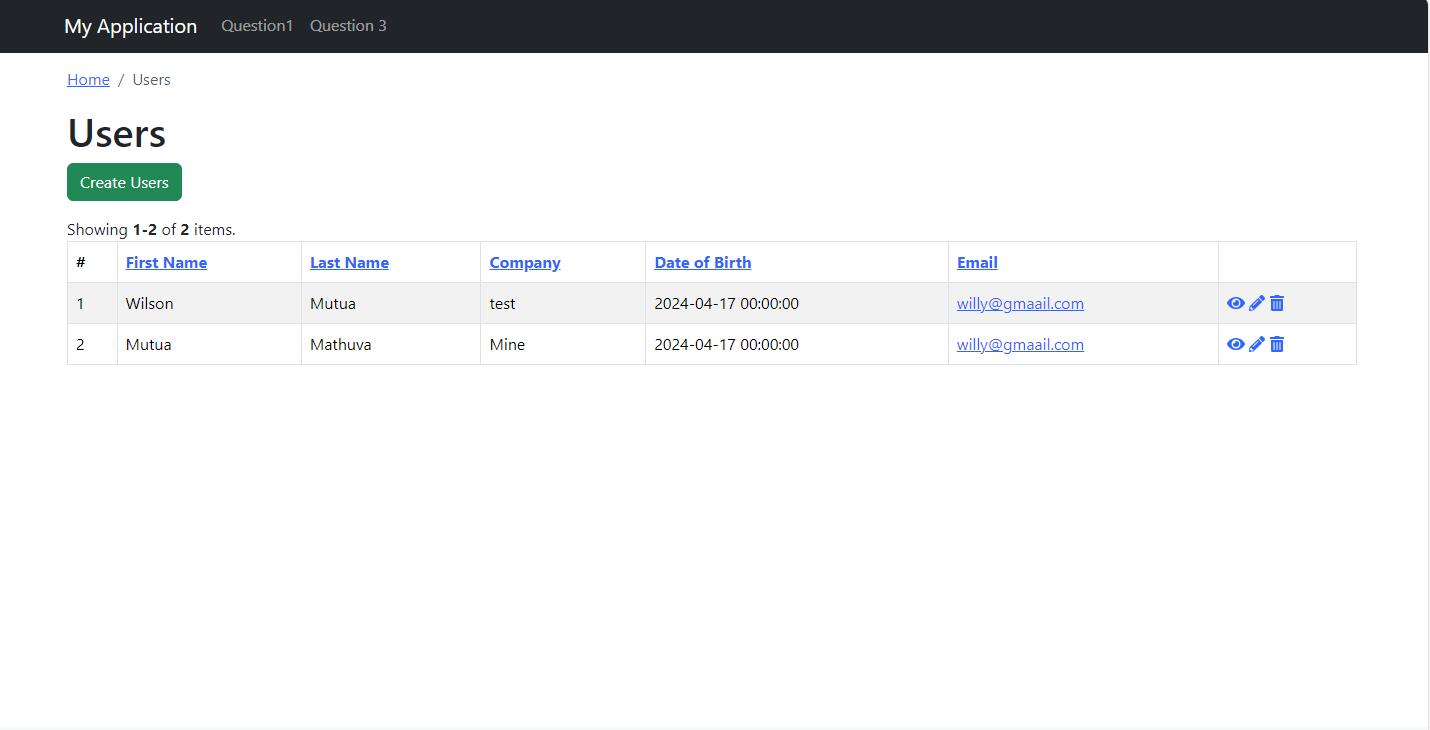 My Application Question1 Question 3
Home / Users
Users
Create Users
Showing 1-2 of 2 items.
# First Name Last Name Company Date of Birth Email
1 Wilson Mutua test 2024-04-17 00:00:00 willy@gmaail.com
2 Mutua Mathuva Mine 2024-04-17 00:00:00 willy@gmaail.com